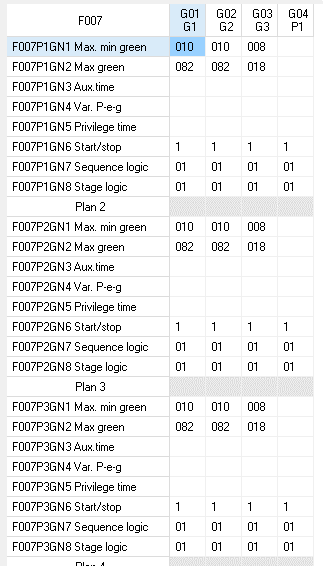 F007 G01 G02 G03 G04
G1 G2 G3 P1
F007P1GN1 Max. min green 010 010 008
F007P1GN2 Max green 082 082 018
F007P1GN3 Aux.time
F007P1GN4 Var. P-e-g
F007P1GN5 Privilege time
F007P1GN6 Start/stop 1 1 1 1
F007P1GN7 Sequence logic 01 01 01 01
F007P1GN8 Stage logic 01 01 01 01
Plan 2
F007P2GN1 Max. min green 010 010 008
F007P2GN2 Max green 082 082 018
F007P2GN3 Aux.time
F007P2GN4 Var. P-e-g
F007P2GN5 Privilege time
F007P2GN6 Start/stop 1 1 1 1
F007P2GN7 Sequence logic 01 01 01 01
F007P2GN8 Stage logic 01 01 01 01
Plan 3
F007P3GN1 Max. min green 010 010 008
F007P3GN2 Max green 082 082 018
F007P3GN3 Aux.time
F007P3GN4 Var. P-e-g
F007P3GN5 Privilege time
F007P3GN6 Start/stop 1 1 1 1
F007P3GN7 Sequence logic 01 01 01 01
F007P3GN8 Stage logic 01 01 01 01
Plan 4